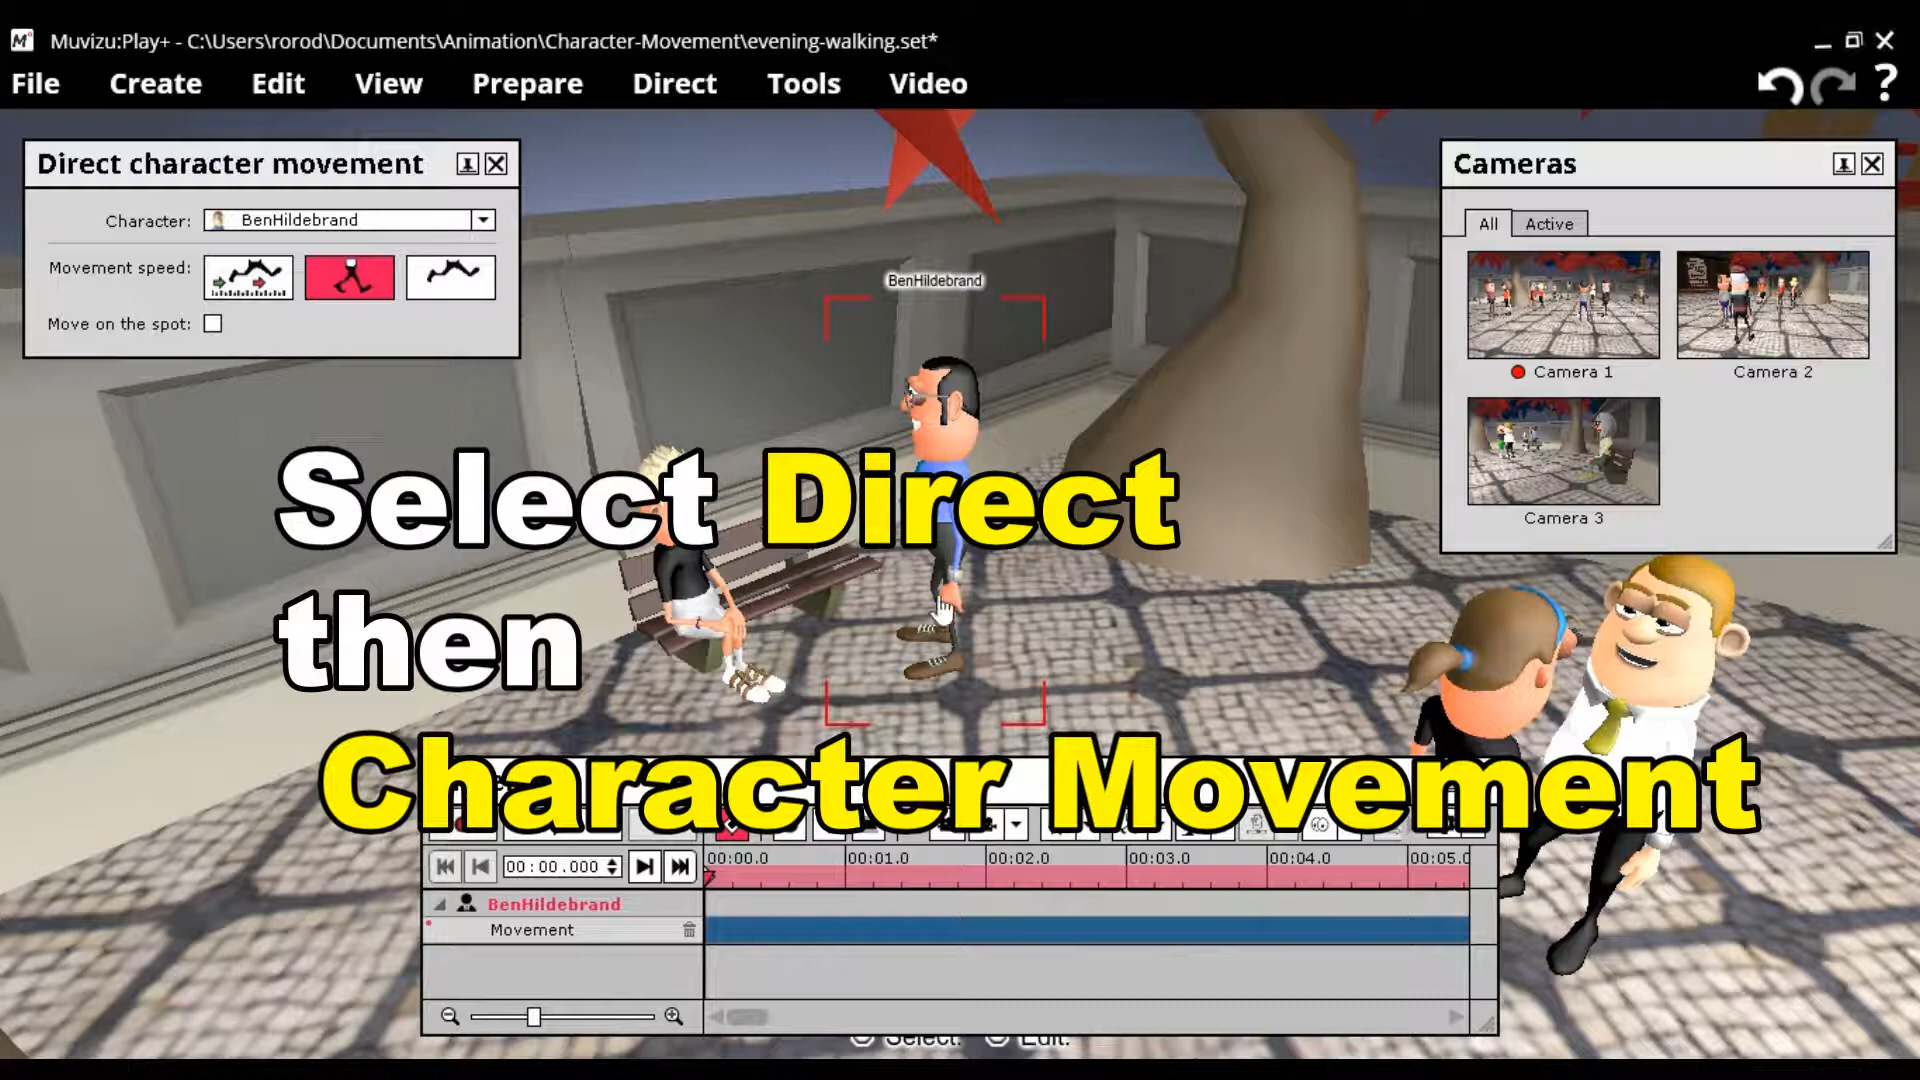 Muvizu:Play+ - C:\Users\rorod\Documents\Animation\Character-Movement\evening-walking.set*
File Create Edit View Prepare Direct Tools Video ?
Direct character movement
Character: BenHildebrand
Movement speed:
Move on the spot:
Cameras
All Active
Camera 1 Camera 2
Camera 3
BenHildebrand
Select Direct
then
Character Movement
00:00.000 00:00.0 00:01.0 00:02.0 00:03.0 00:04.0 00:05.0
BenHildebrand
Movement
Select. Edit.